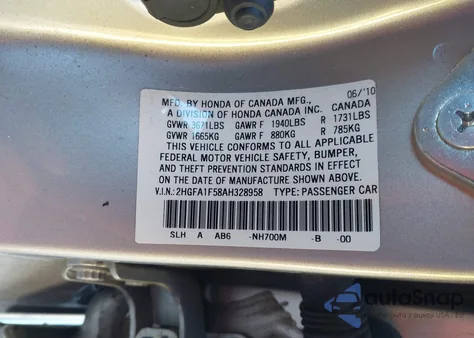 06/'10
MFD. BY HONDA OF CANADA MFG., CANADA
A DIVISION OF HONDA CANADA INC.
GVWR 3671LBS GAWR F 1940LBS R 1731LBS
GVWR 1665KG GAWR F 880KG R 785KG
THIS VEHICLE CONFORMS TO ALL APPLICABLE
FEDERAL MOTOR VEHICLE SAFETY, BUMPER,
AND THEFT PREVENTION STANDARDS IN EFFECT
ON THE DATE OF MANUFACTURE SHOWN ABOVE.
V.I.N.:2HGFA1F58AH328958 TYPE: PASSENGER CAR
SLH A AB6 -NH700M -B -00
autoSnap